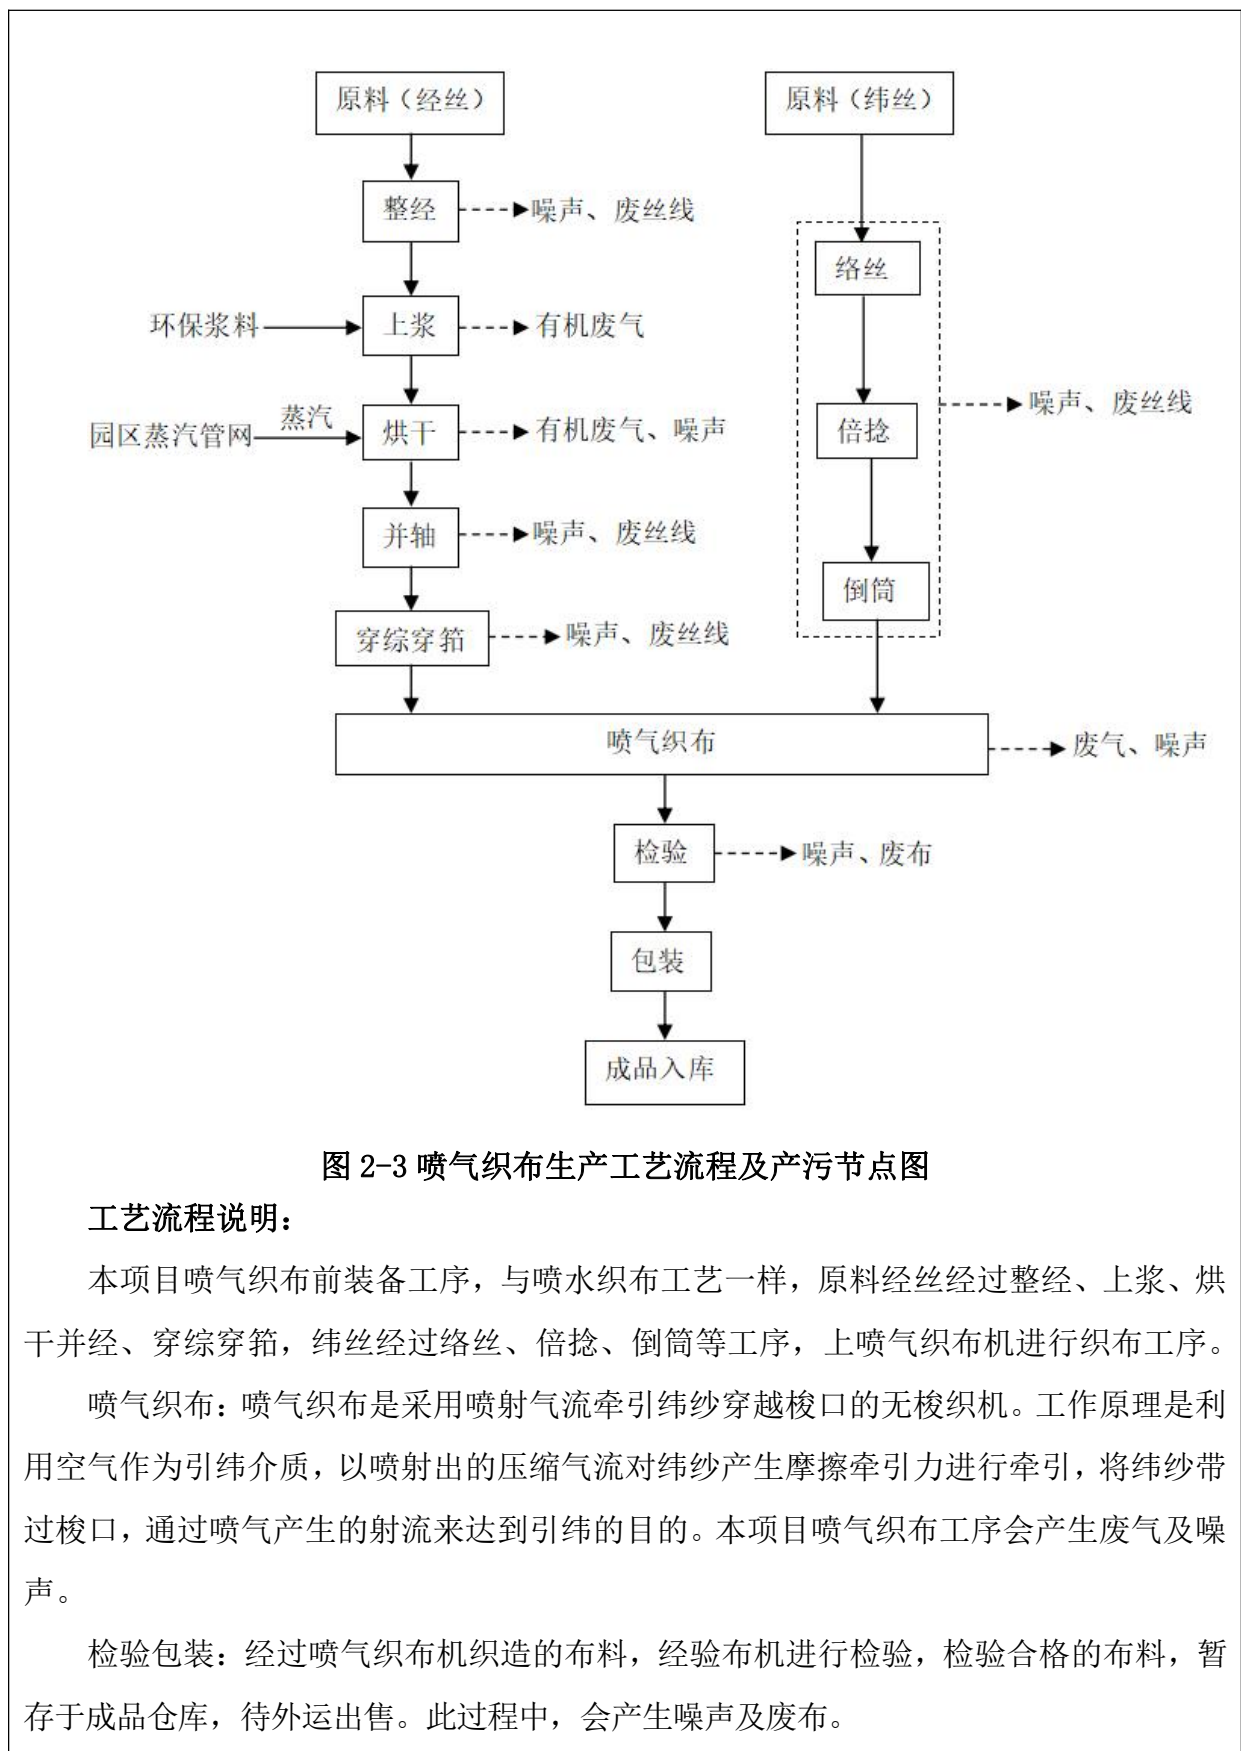 原料（经丝）
原料（纬丝）
整经
噪声、废丝线
络丝
环保浆料
上浆
有机废气
园区蒸汽管网
蒸汽
烘干
有机废气、噪声
倍捻
噪声、废丝线
并轴
噪声、废丝线
倒筒
穿综穿筘
噪声、废丝线
喷气织布
废气、噪声
检验
噪声、废布
包装
成品入库
图 2-3 喷气织布生产工艺流程及产污节点图
工艺流程说明：
本项目喷气织布前装备工序，与喷水织布工艺一样，原料经丝经过整经、上浆、烘
干并经、穿综穿筘，纬丝经过络丝、倍捻、倒筒等工序，上喷气织布机进行织布工序。
喷气织布：喷气织布是采用喷射气流牵引纬纱穿越梭口的无梭织机。工作原理是利
用空气作为引纬介质，以喷射出的压缩气流对纬纱产生摩擦牵引力进行牵引，将纬纱带
过梭口，通过喷气产生的射流来达到引纬的目的。本项目喷气织布工序会产生废气及噪
声。
检验包装：经过喷气织布机织造的布料，经验布机进行检验，检验合格的布料，暂
存于成品仓库，待外运出售。此过程中，会产生噪声及废布。